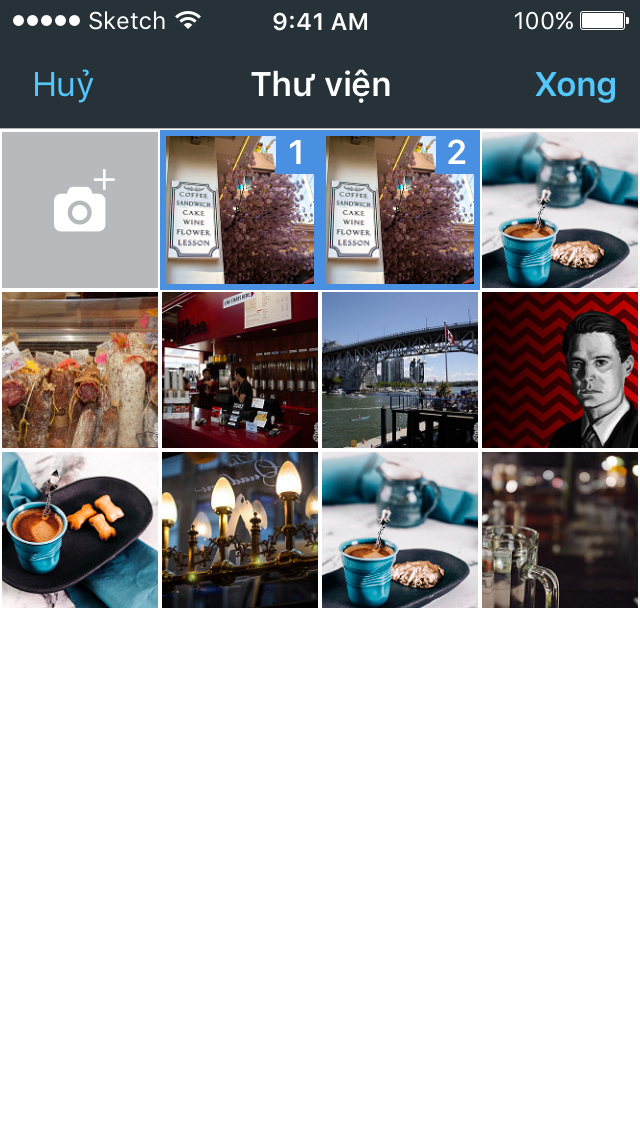 Sketch 9:41 AM 100%
Huỷ Thư viện Xong
1 2
COFFEE
SANDWICH
CAKE
WINE
FLOWER
LESSON
COFFEE
SANDWICH
CAKE
WINE
FLOWER
LESSON